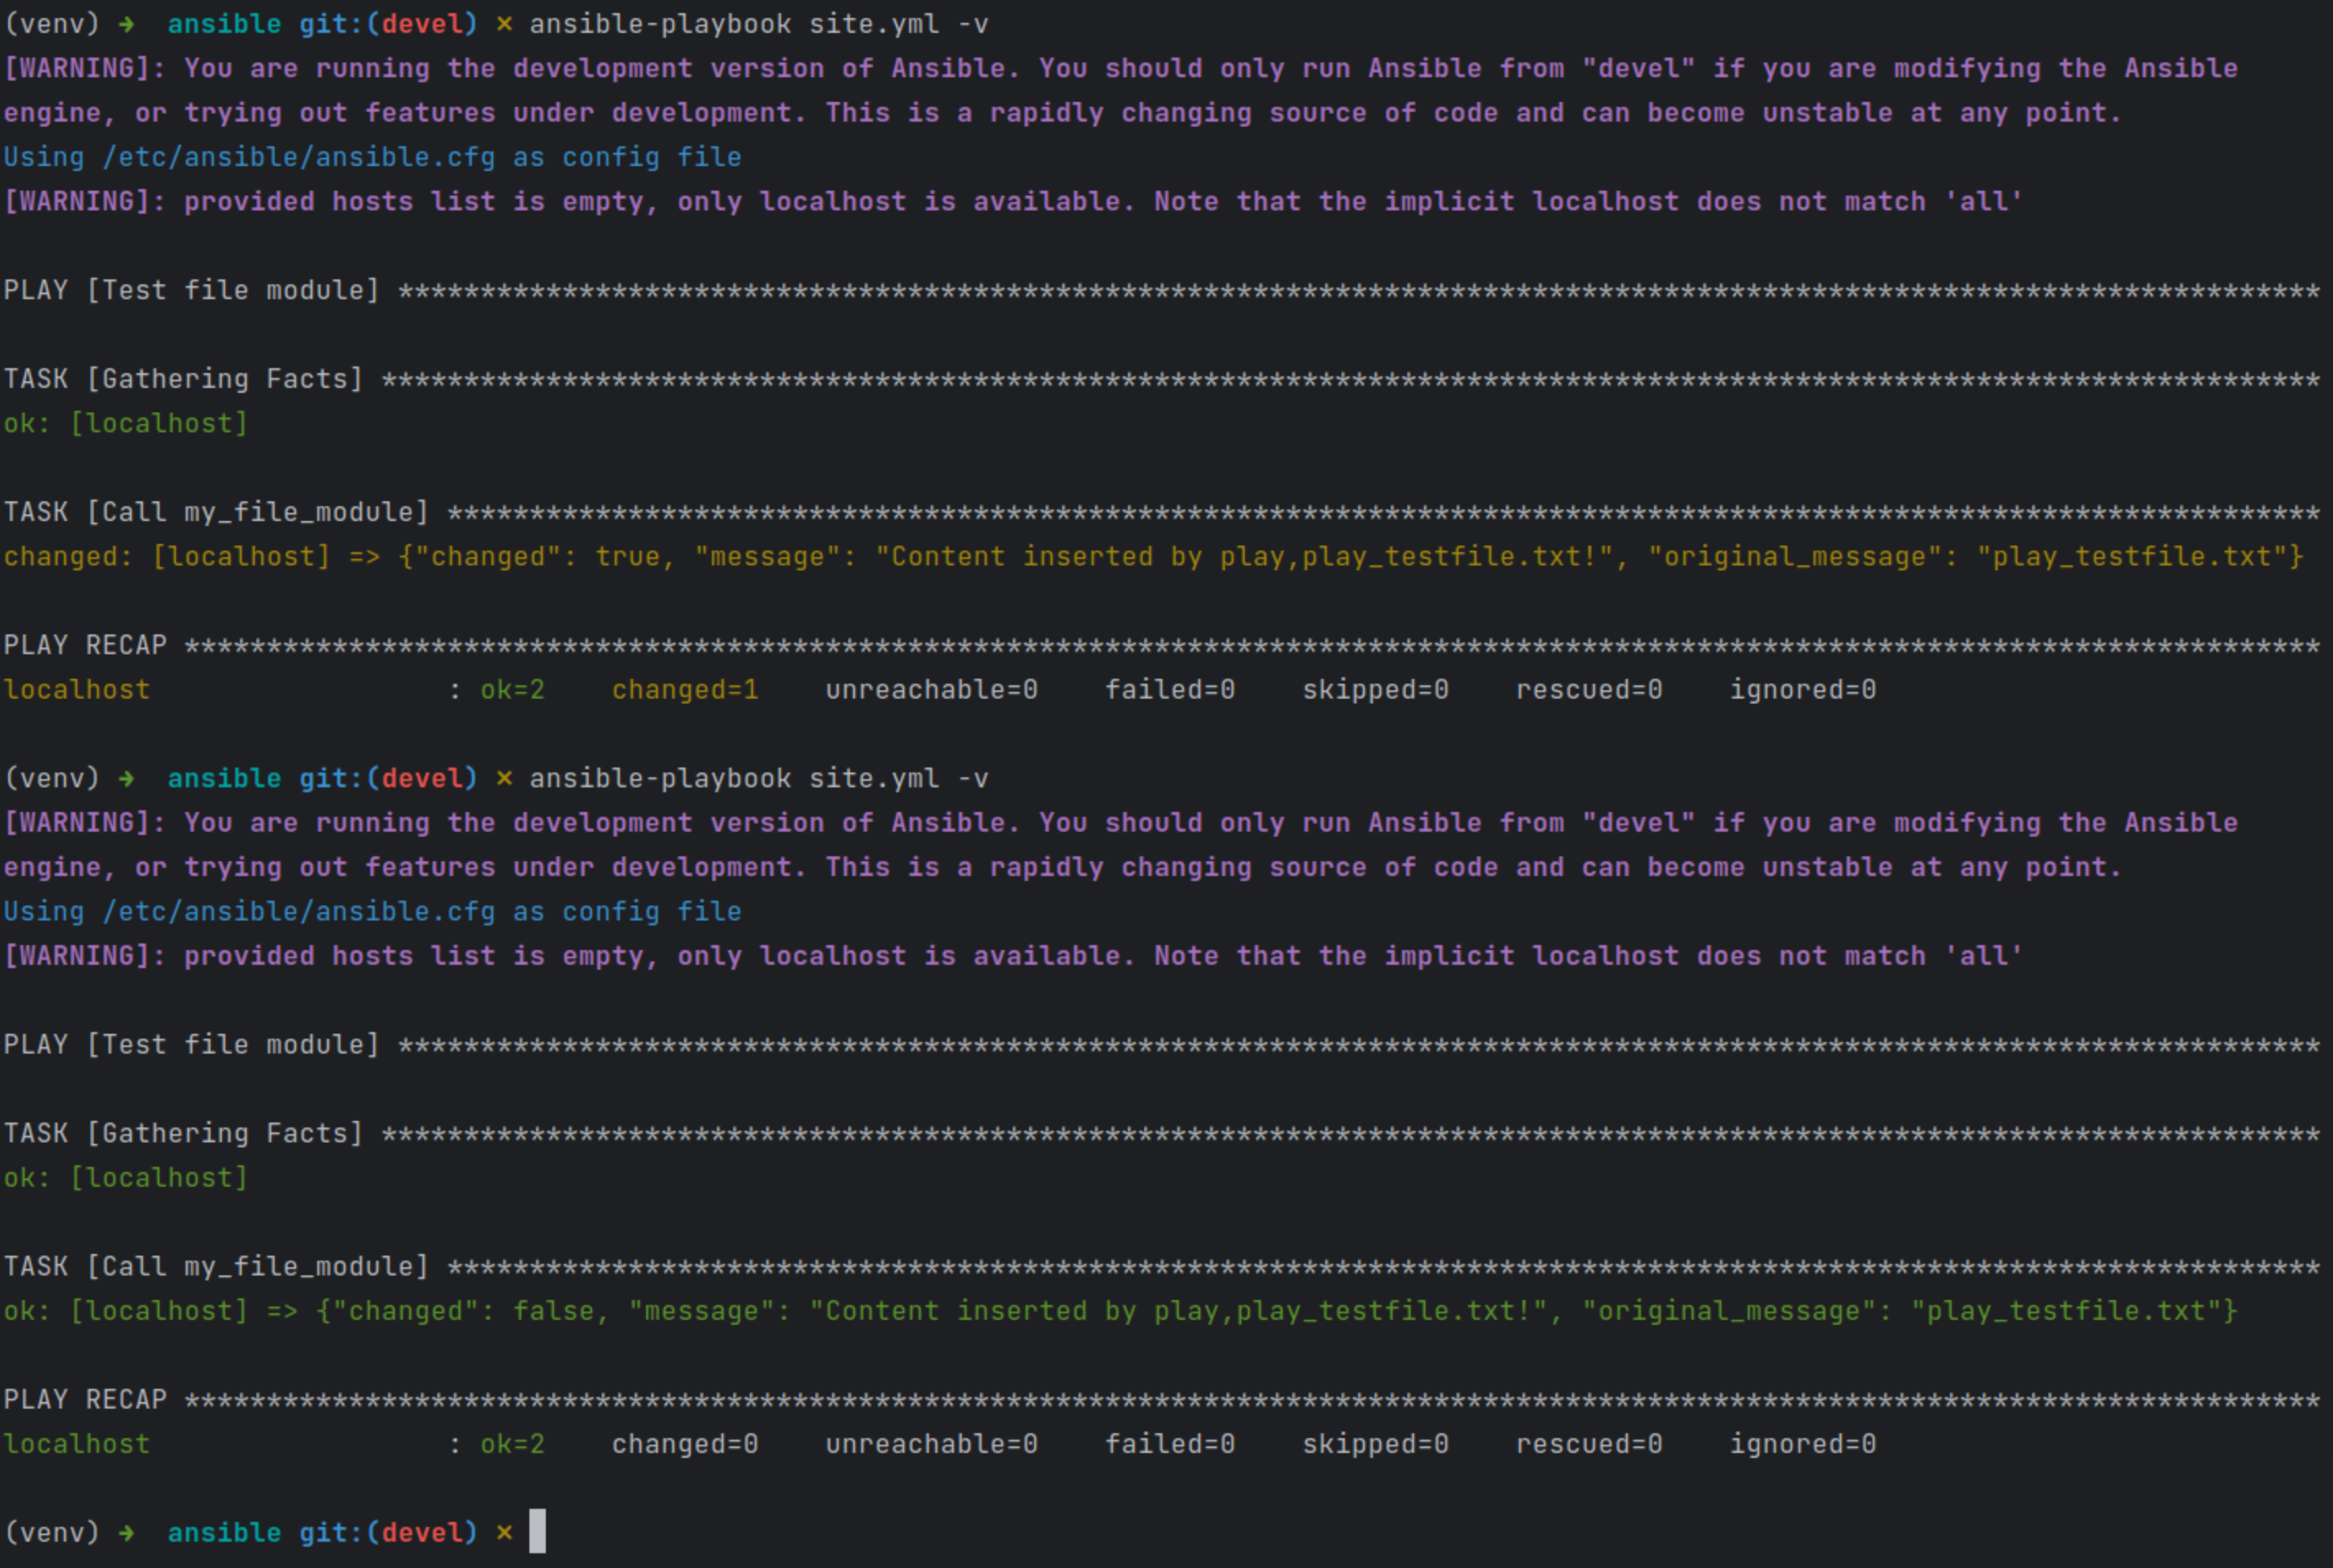 (venv) ➜  ansible git:(devel) ✗ ansible-playbook site.yml -v
[WARNING]: You are running the development version of Ansible. You should only run Ansible from "devel" if you are modifying the Ansible
engine, or trying out features under development. This is a rapidly changing source of code and can become unstable at any point.
Using /etc/ansible/ansible.cfg as config file
[WARNING]: provided hosts list is empty, only localhost is available. Note that the implicit localhost does not match 'all'
PLAY [Test file module] *********************************************************************************************************************
TASK [Gathering Facts] **********************************************************************************************************************
ok: [localhost]
TASK [Call my_file_module] ******************************************************************************************************************
changed: [localhost] => {"changed": true, "message": "Content inserted by play,play_testfile.txt!", "original_message": "play_testfile.txt"}
PLAY RECAP **********************************************************************************************************************************
localhost                  : ok=2    changed=1    unreachable=0    failed=0    skipped=0    rescued=0    ignored=0
(venv) ➜  ansible git:(devel) ✗ ansible-playbook site.yml -v
[WARNING]: You are running the development version of Ansible. You should only run Ansible from "devel" if you are modifying the Ansible
engine, or trying out features under development. This is a rapidly changing source of code and can become unstable at any point.
Using /etc/ansible/ansible.cfg as config file
[WARNING]: provided hosts list is empty, only localhost is available. Note that the implicit localhost does not match 'all'
PLAY [Test file module] *********************************************************************************************************************
TASK [Gathering Facts] **********************************************************************************************************************
ok: [localhost]
TASK [Call my_file_module] ******************************************************************************************************************
ok: [localhost] => {"changed": false, "message": "Content inserted by play,play_testfile.txt!", "original_message": "play_testfile.txt"}
PLAY RECAP **********************************************************************************************************************************
localhost                  : ok=2    changed=0    unreachable=0    failed=0    skipped=0    rescued=0    ignored=0
(venv) ➜  ansible git:(devel) ✗